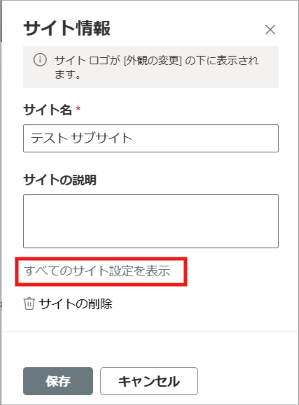 サイト情報
サイト ロゴが [外観の変更] の下に表示され
ます。
サイト名 *
テスト サブサイト
サイトの説明
すべてのサイト設定を表示
サイトの削除
保存
キャンセル